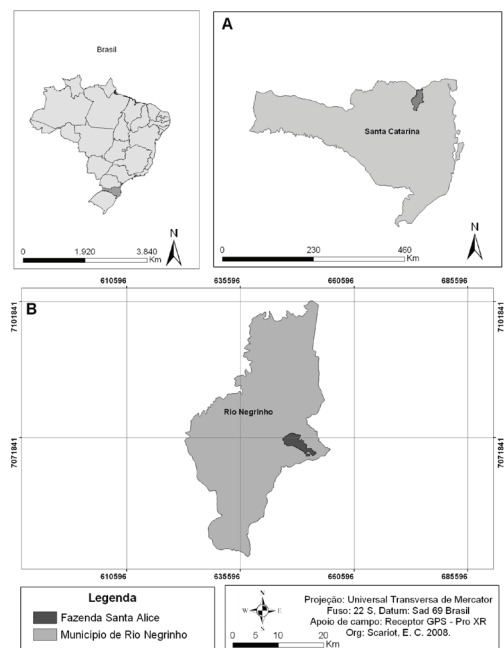 Brasil
N
0 1.920 3.840
Km
A
Santa Catarina
N
0 230 460
Km
610596 635596 660596 685596
B
7101841 7101841
Rio Negrinho
7071841 7071841
610596 635596 660596 685596
Legenda
Fazenda Santa Alice
Municipio de Rio Negrinho
N
W E
S
0 5 10 20
Km
Projeção: Universal Transversa de Mercator
Fuso: 22 S, Datum: Sad 69 Brasil
Apoio de campo: Receptor GPS - Pro XR
Org: Scariot, E. C. 2008.